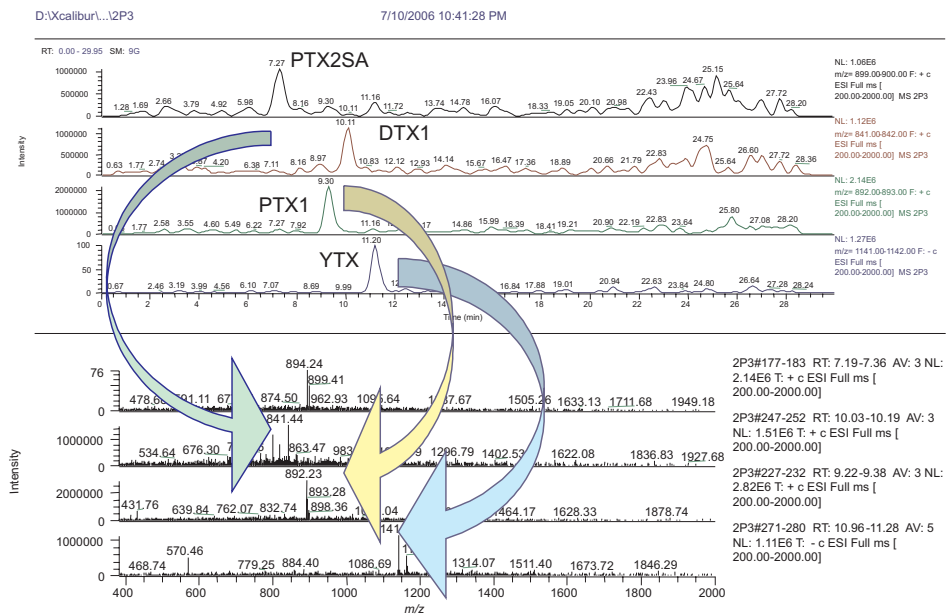 D:\Xcalibur\...\2P3 7/10/2006 10:41:28 PM
RT: 0.00 - 29.95 SM: 9G
PTX2SA
7.27
1000000
500000
0
1.28 1.69 2.66 3.79 4.92 5.98 8.16 9.30 10.11 11.16 11.72 13.74 14.78 16.07 18.33 19.05 20.10 20.98 22.43 23.96 24.67 25.15 25.64 27.72 28.20
NL: 1.06E6
m/z= 899.00-900.00 F: + c
ESI Full ms [
200.00-2000.00] MS 2P3
DTX1
10.11
1000000
500000
0
0.63 1.77 2.74 4.20 6.38 7.11 8.16 8.97 10.83 12.12 12.93 14.14 15.67 16.47 17.36 18.89 20.66 21.79 22.83 24.75 25.64 26.60 27.72 28.36
NL: 1.12E6
m/z= 841.00-842.00 F: + c
ESI Full ms [
200.00-2000.00] MS 2P3
PTX1
9.30
2000000
1000000
0
1.77 2.58 3.55 4.60 5.49 6.22 7.27 7.92 11.16 14.86 15.99 16.39 18.41 19.21 20.90 22.19 22.83 23.64 25.80 27.08 28.20
NL: 2.14E6
m/z= 892.00-893.00 F: + c
ESI Full ms [
200.00-2000.00] MS 2P3
YTX
11.20
100
50
0
0.67 2.46 3.19 3.99 4.56 6.10 7.07 8.69 9.99 16.84 17.88 19.01 20.94 22.63 23.84 24.80 26.64 27.28 28.24
NL: 1.27E6
m/z= 1141.00-1142.00 F: - c
ESI Full ms [
200.00-2000.00] MS 2P3
Intensity
2 4 6 8 10 12 14 18 20 22 24 26 28
Time (min)
76
0
894.24
899.41
874.50 962.93 1505.26 1633.13 1711.68 1949.18
2P3#177-183 RT: 7.19-7.36 AV: 3 NL:
2.14E6 T: + c ESI Full ms [
200.00-2000.00]
1000000
0
841.44
534.64 676.30 863.47 1622.08 1836.83 1927.68
2P3#247-252 RT: 10.03-10.19 AV: 3
NL: 1.51E6 T: + c ESI Full ms [
200.00-2000.00]
2000000
0
892.23
893.28
431.76 639.84 762.07 832.74 898.36 1628.33 1878.74
2P3#227-232 RT: 9.22-9.38 AV: 3 NL:
2.82E6 T: + c ESI Full ms [
200.00-2000.00]
1000000
0
570.46
468.74 779.25 884.40 1086.69 1314.07 1511.40 1673.72 1846.29
2P3#271-280 RT: 10.96-11.28 AV: 5
NL: 1.11E6 T: - c ESI Full ms [
200.00-2000.00]
Intensity
400 600 800 1000 1200 1400 1600 1800 2000
m/z